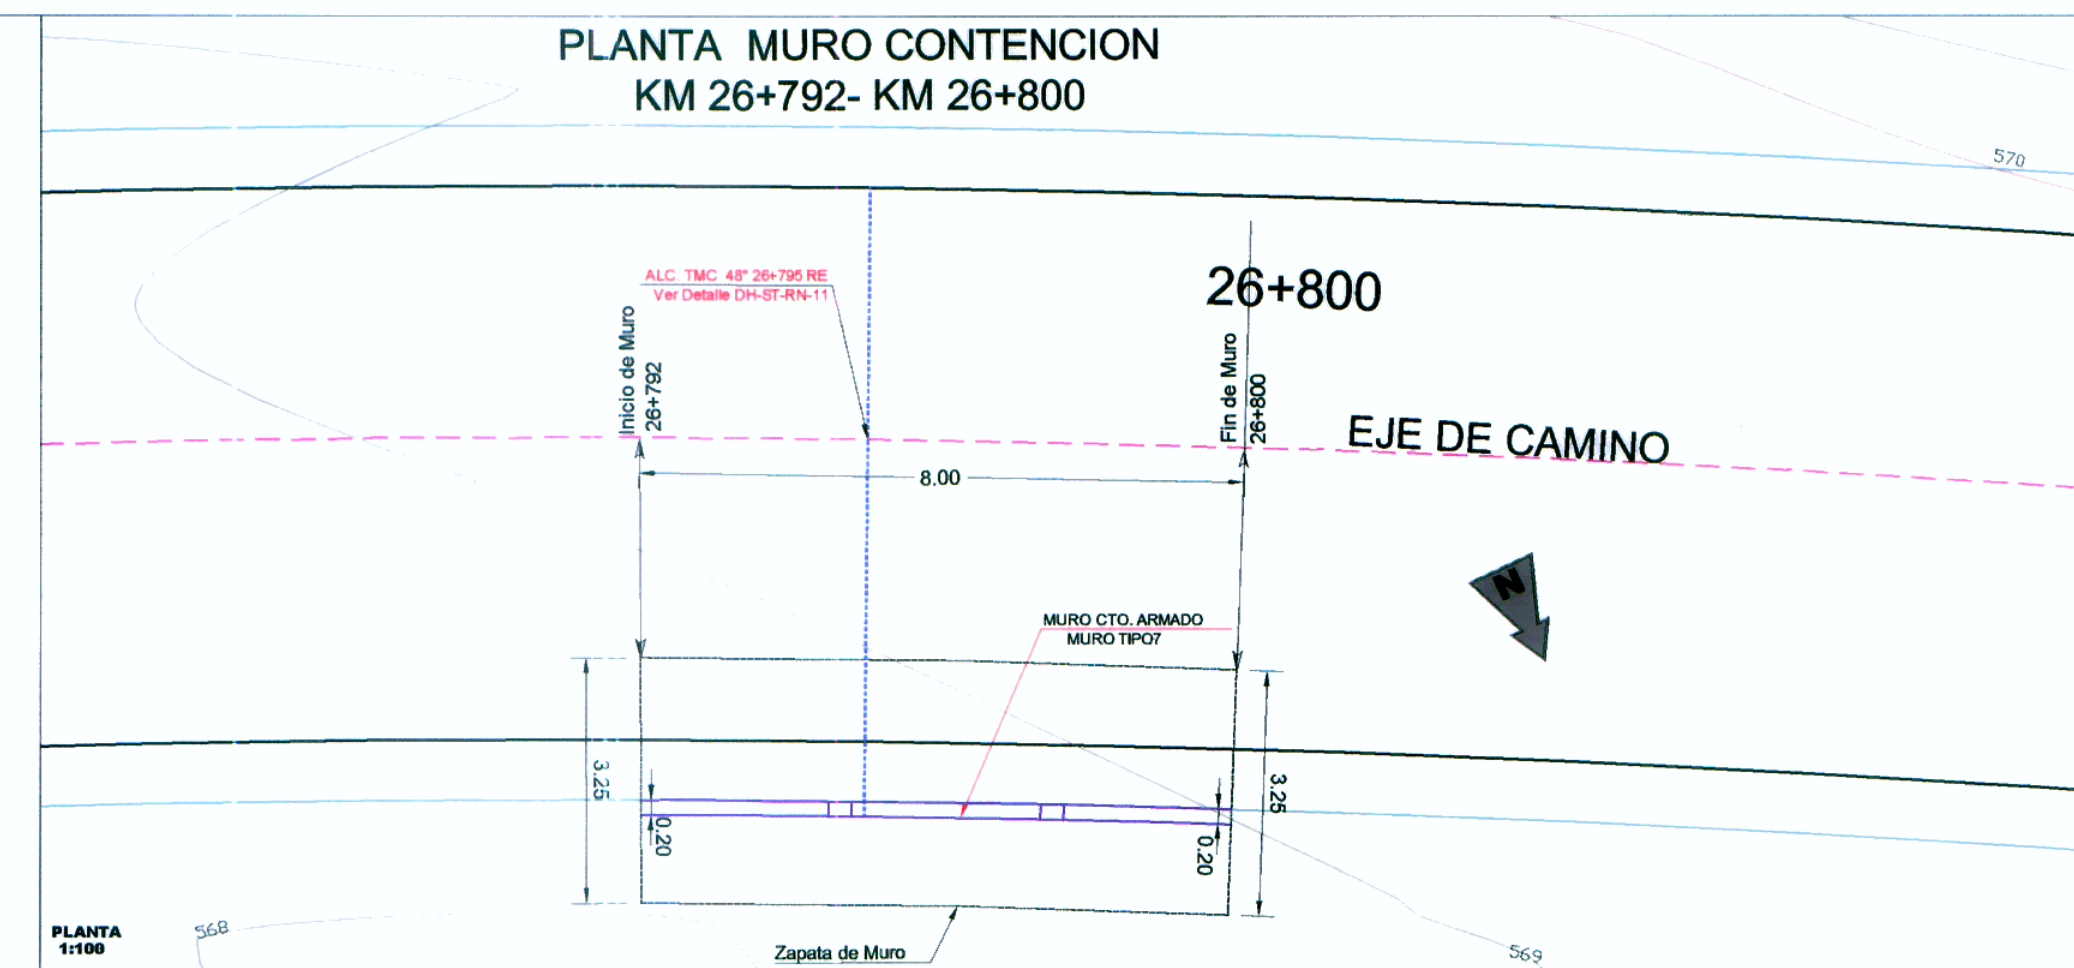 PLANTA MURO CONTENCION
KM 26+792- KM 26+800
570
ALC. TMC 48" 26+795 RE
Ver Detalle DH-ST-RN-11
Inicio de Muro
26+792
26+800
Fin de Muro
26+800
EJE DE CAMINO
8.00
N
MURO CTO. ARMADO
MURO TIPO7
3.25
3.25
0.20
0.20
PLANTA
1:100
568
Zapata de Muro
569